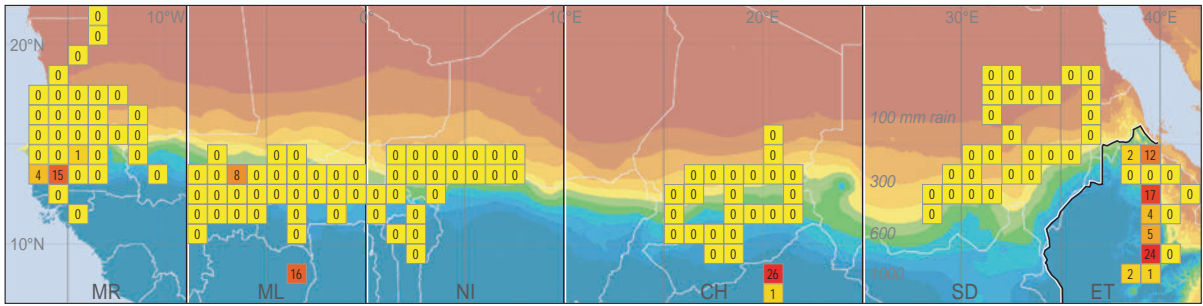 0 10°W 0° 10°E 20°E 30°E 40°E
0
20°N
0
0 0 0 0 0
0 0 0 0 0 0 0 0 0 0
0 0 0 0 0 0 0
100 mm rain
0 0 0 0 0 0 0 0 0
0 0 1 0 0 0 0 0 0 0 0 0 0 0 0 0 0 0 0 0 0 2 12
4 15 0 0 0 0 0 8 0 0 0 0 0 0 0 0 0 0 0 0 0 0 0 0 0 0 0 0 0 0 0 0 0 0
300
0 0 0 0 0 0 0 0 0 0 0 0 0 0 0 0 0 0 0 0 0 0 0 0 17 0
0 0 0 0 0 0 0 0 0 0 0 0 0 0 0 4 0
0 0 0 0 0 0 0 0 5
600
10°N
0 0 0 24 0
16 26 1000 2 1
MR ML NI CH 1 SD ET